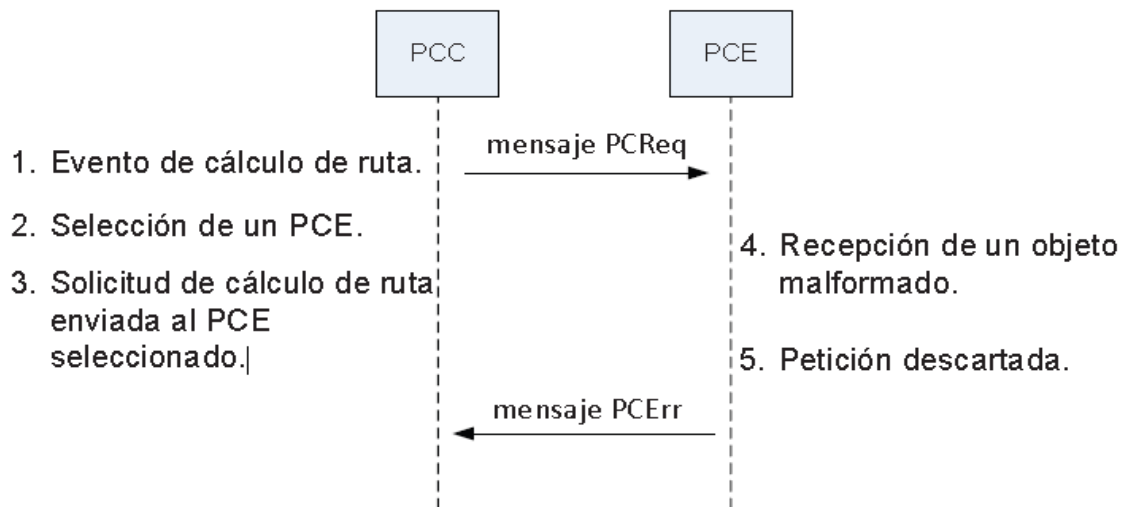 PCC
PCE
mensaje PCReq
1. Evento de cálculo de ruta.
2. Selección de un PCE.
3. Solicitud de cálculo de ruta
enviada al PCE
seleccionado.
4. Recepción de un objeto
malformado.
5. Petición descartada.
mensaje PCErr